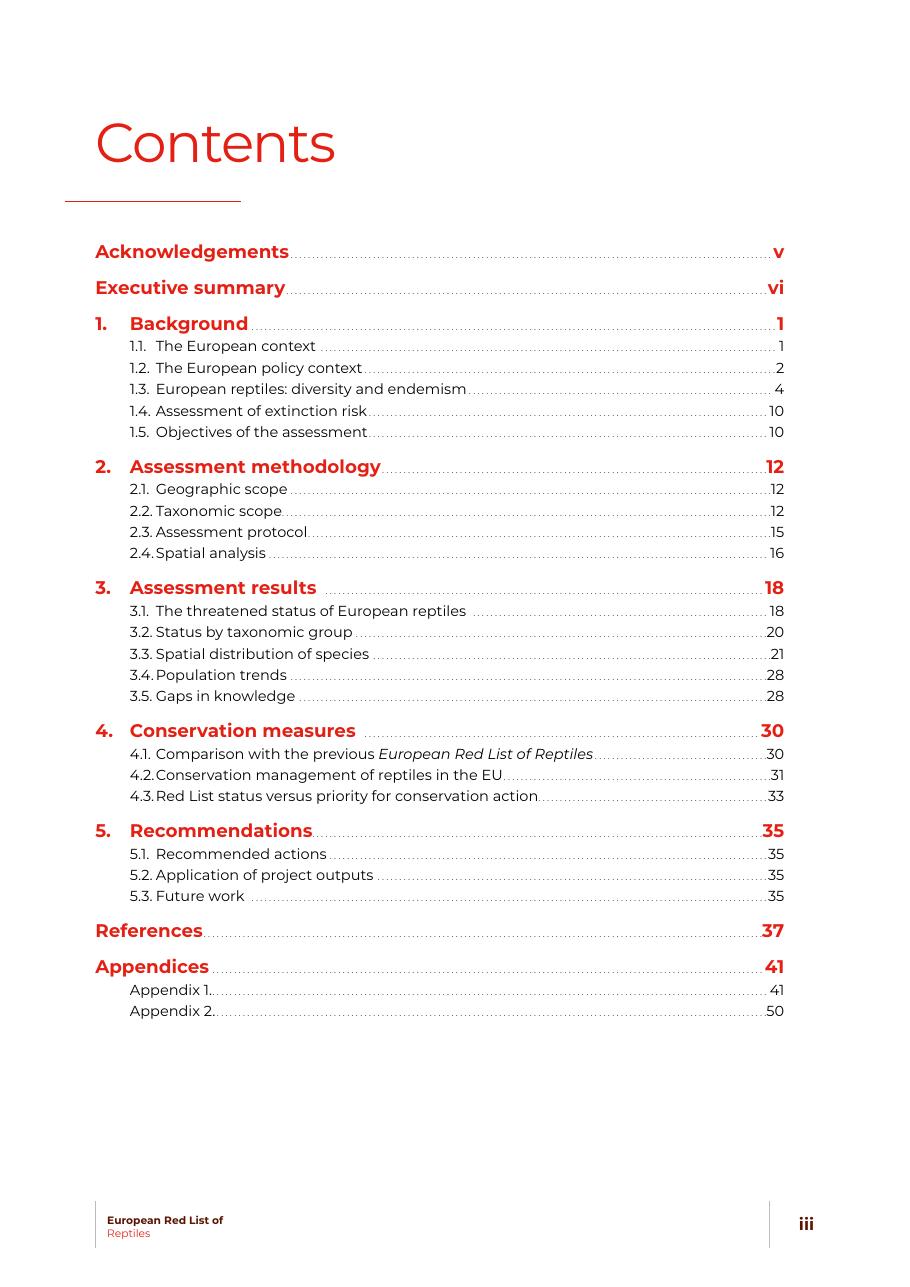 Contents
Acknowledgements v
Executive summary vi
1. Background 1
1.1. The European context 1
1.2. The European policy context 2
1.3. European reptiles: diversity and endemism 4
1.4. Assessment of extinction risk 10
1.5. Objectives of the assessment 10
2. Assessment methodology 12
2.1. Geographic scope 12
2.2. Taxonomic scope 12
2.3. Assessment protocol 15
2.4. Spatial analysis 16
3. Assessment results 18
3.1. The threatened status of European reptiles 18
3.2. Status by taxonomic group 20
3.3. Spatial distribution of species 21
3.4. Population trends 28
3.5. Gaps in knowledge 28
4. Conservation measures 30
4.1. Comparison with the previous European Red List of Reptiles 30
4.2. Conservation management of reptiles in the EU 31
4.3. Red List status versus priority for conservation action 33
5. Recommendations 35
5.1. Recommended actions 35
5.2. Application of project outputs 35
5.3. Future work 35
References 37
Appendices 41
Appendix 1. 41
Appendix 2. 50
European Red List of
Reptiles
iii